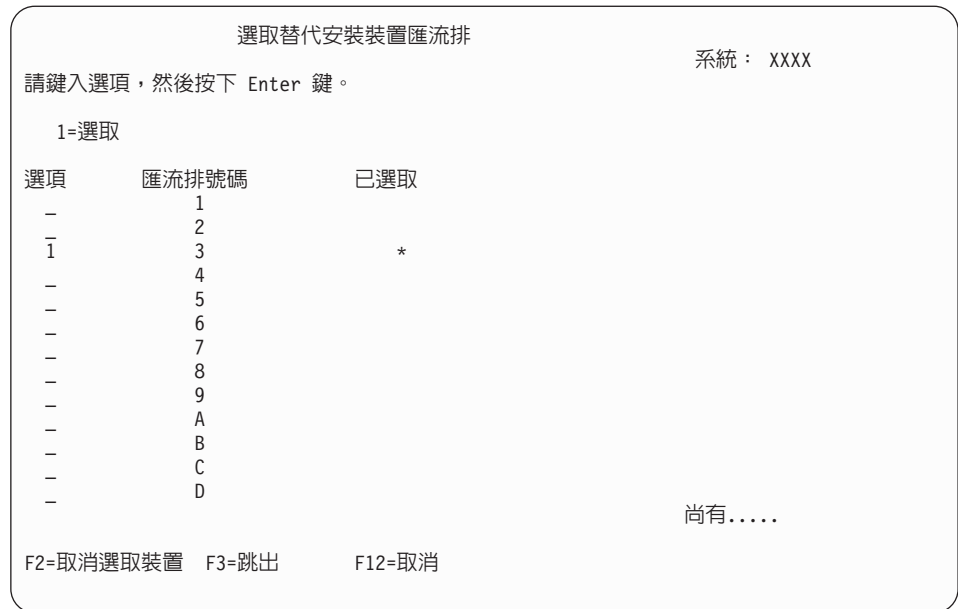 選取替代安裝裝置匯流排
系統： XXXX
請鍵入選項，然後按下 Enter 鍵。
1=選取
選項 匯流排號碼 已選取
_ 1
_ 2
1 3 *
_ 4
_ 5
_ 6
_ 7
_ 8
_ 9
_ A
_ B
_ C
_ D
尚有.....
F2=取消選取裝置 F3=跳出 F12=取消